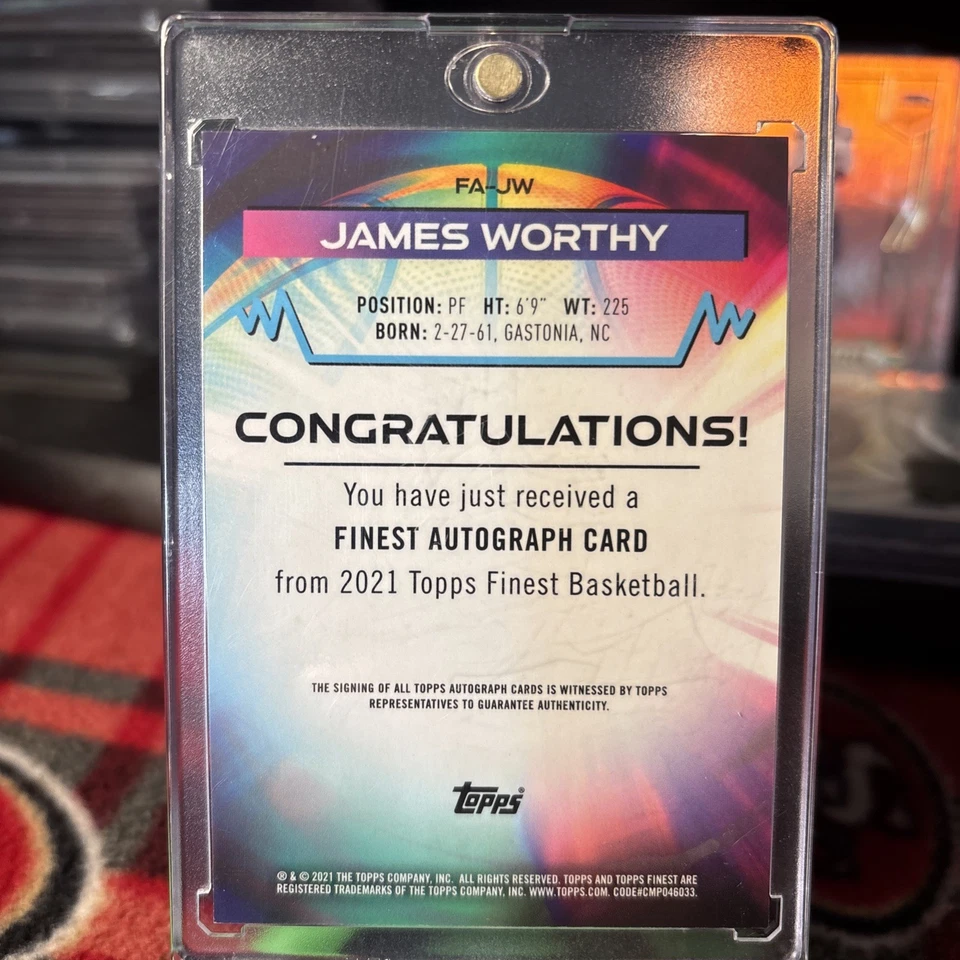 FA-JW
JAMES WORTHY
POSITION: PF HT: 6'9" WT: 225
BORN: 2-27-61, GASTONIA, NC
CONGRATULATIONS!
You have just received a
FINEST AUTOGRAPH CARD
from 2021 Topps Finest Basketball.
THE SIGNING OF ALL TOPPS AUTOGRAPH CARDS IS WITNESSED BY TOPPS
REPRESENTATIVES TO GUARANTEE AUTHENTICITY.
topps®
® & © 2021 THE TOPPS COMPANY, INC. ALL RIGHTS RESERVED. TOPPS AND TOPPS FINEST ARE
REGISTERED TRADEMARKS OF THE TOPPS COMPANY, INC. WWW.TOPPS.COM. CODE#CMP046033.